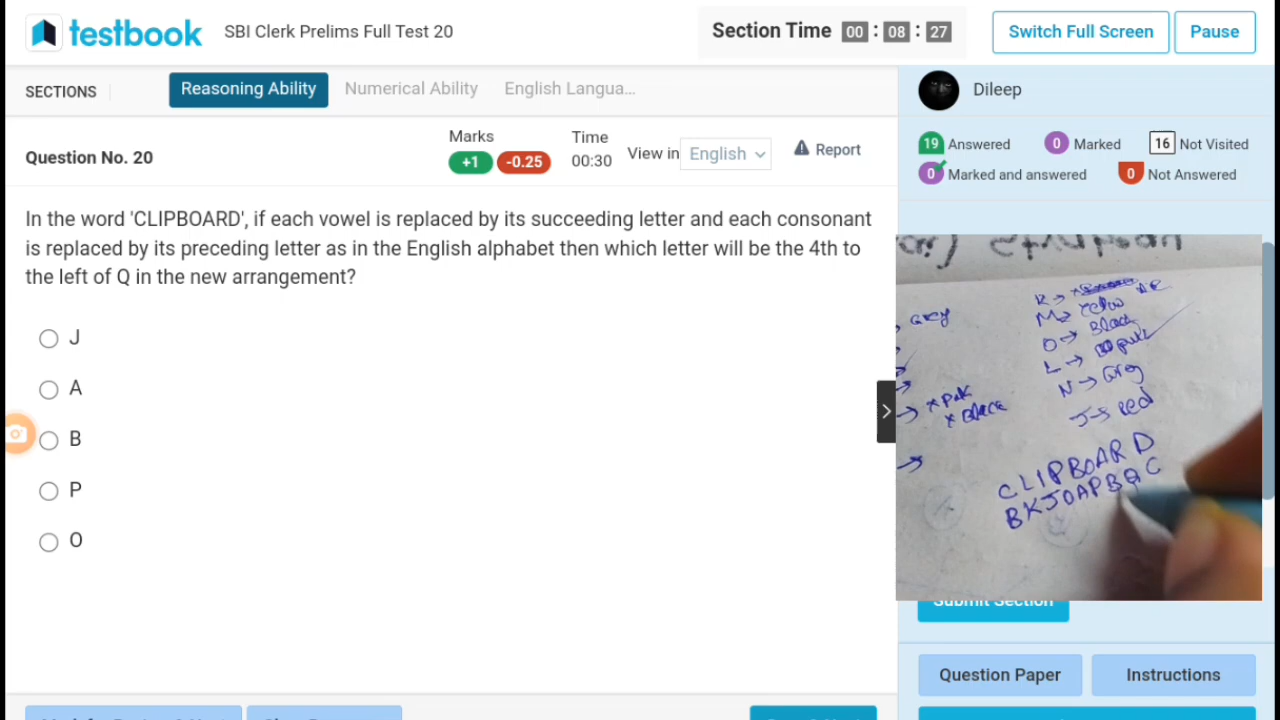 testbook
SBI Clerk Prelims Full Test 20
Section Time 00 : 08 : 27
Switch Full Screen
Pause
SECTIONS
Reasoning Ability
Numerical Ability
English Langua...
Dileep
Question No. 20
Marks
+1 -0.25
Time
00:30
View in English
Report
19 Answered
0 Marked
16 Not Visited
0 Marked and answered
0 Not Answered
In the word 'CLIPBOARD', if each vowel is replaced by its succeeding letter and each consonant
is replaced by its preceding letter as in the English alphabet then which letter will be the 4th to
the left of Q in the new arrangement?
J
A
B
P
O
Grey
M→
O→ Black
L→
N→ Grey
J→ Red
× Black
CLIPBOARD
BKJOAPBQC
Submit Section
Question Paper
Instructions